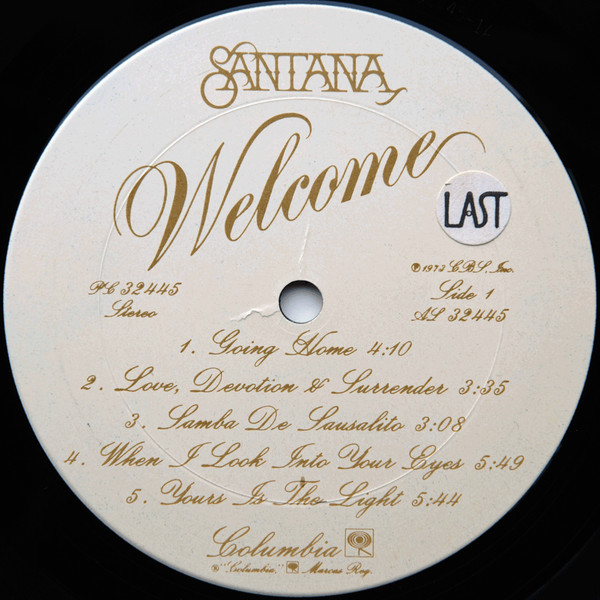 SANTANA
Welcome
LAST
℗ 1973 CBS, Inc.
PC 32445
Stereo
Side 1
AL 32445
1. Going Home 4:10
2. Love, Devotion & Surrender 3:35
3. Samba De Sausalito 3:08
4. When I Look Into Your Eyes 5:49
5. Yours Is The Light 5:44
Columbia
® "Columbia," Marcas Reg.